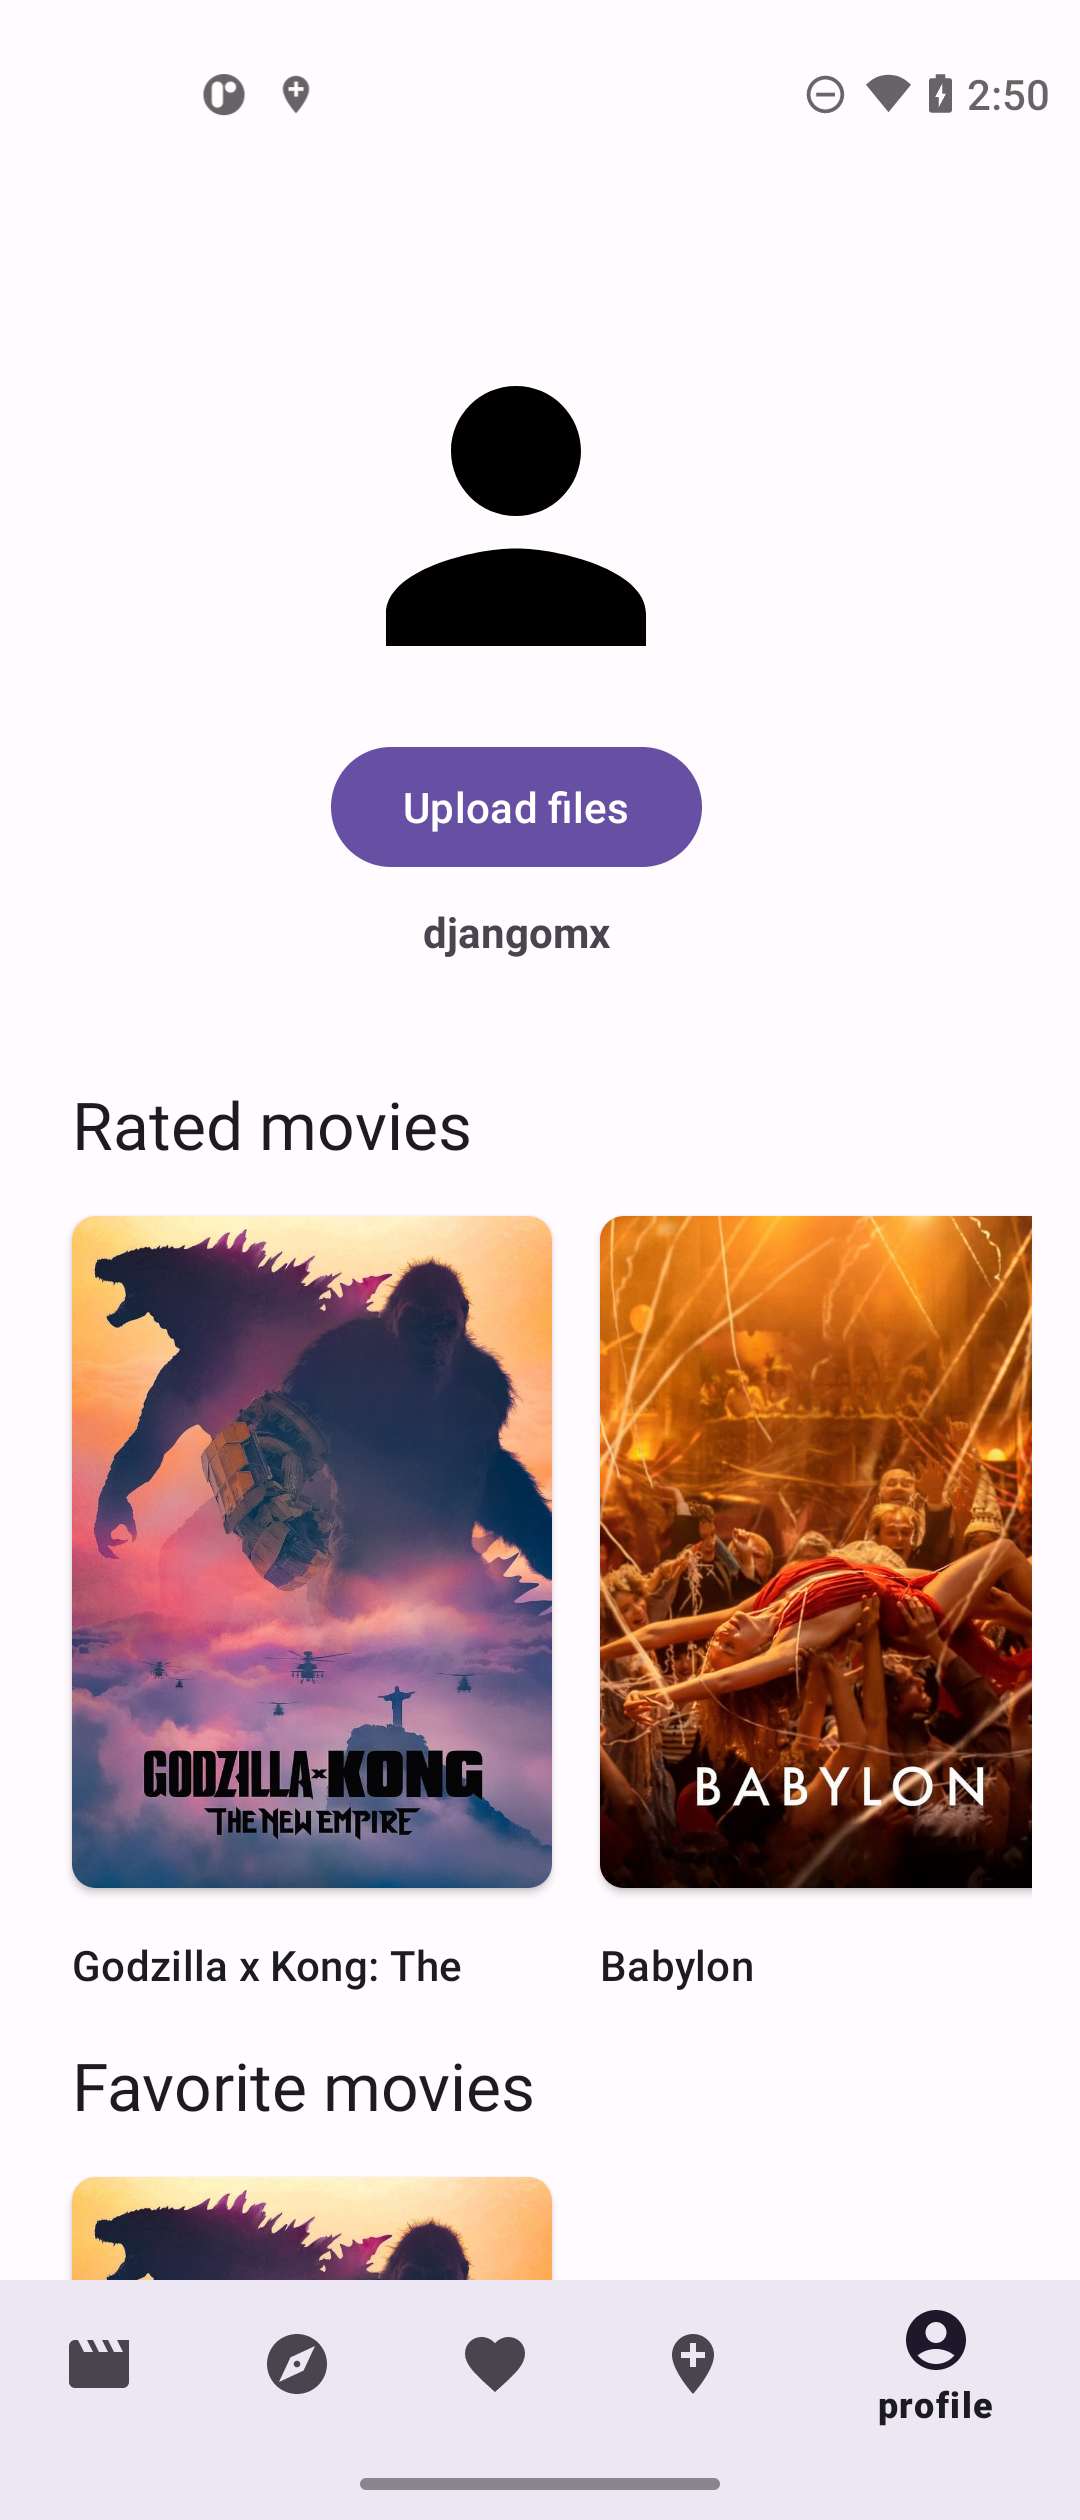 2:50
Upload files
djangomx
Rated movies
GODZILLA x KONG
THE NEW EMPIRE
BABYLON
Godzilla x Kong: The
Babylon
Favorite movies
profile